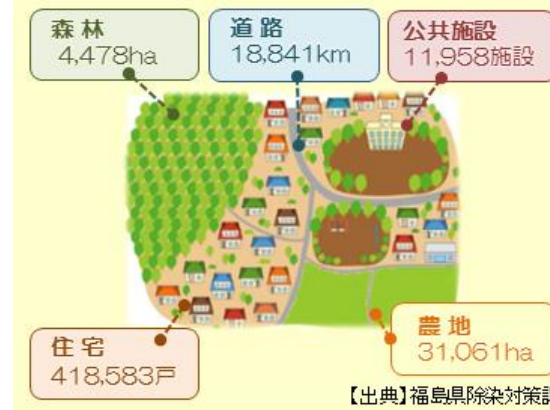 森林
4,478ha
道路
18,841km
公共施設
11,958施設
住宅
418,583戸
農地
31,061ha
【出典】福島県除染対策